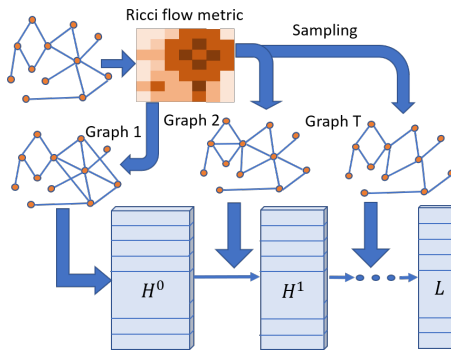 Ricci flow metric
Sampling
Graph 1
Graph 2
Graph T
H⁰
H¹
L